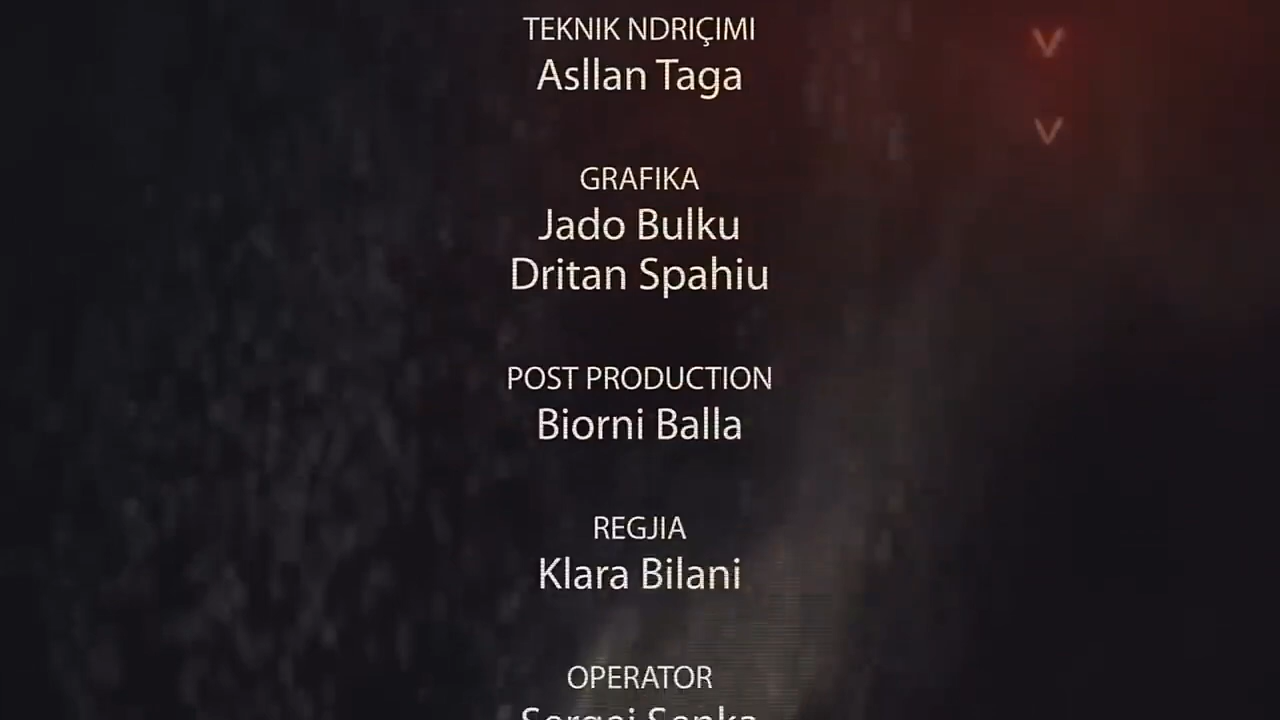 TEKNIK NDRIÇIMI
Asllan Taga
GRAFIKA
Jado Bulku
Dritan Spahiu
POST PRODUCTION
Biorni Balla
REGJIA
Klara Bilani
OPERATOR